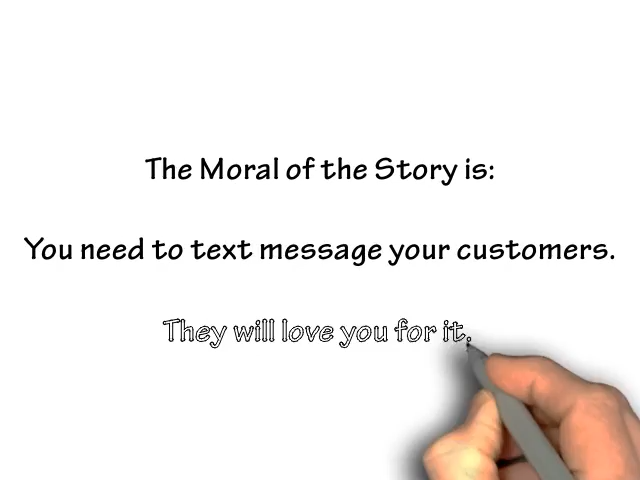 The Moral of the Story is:
You need to text message your customers.
They will love you for it.